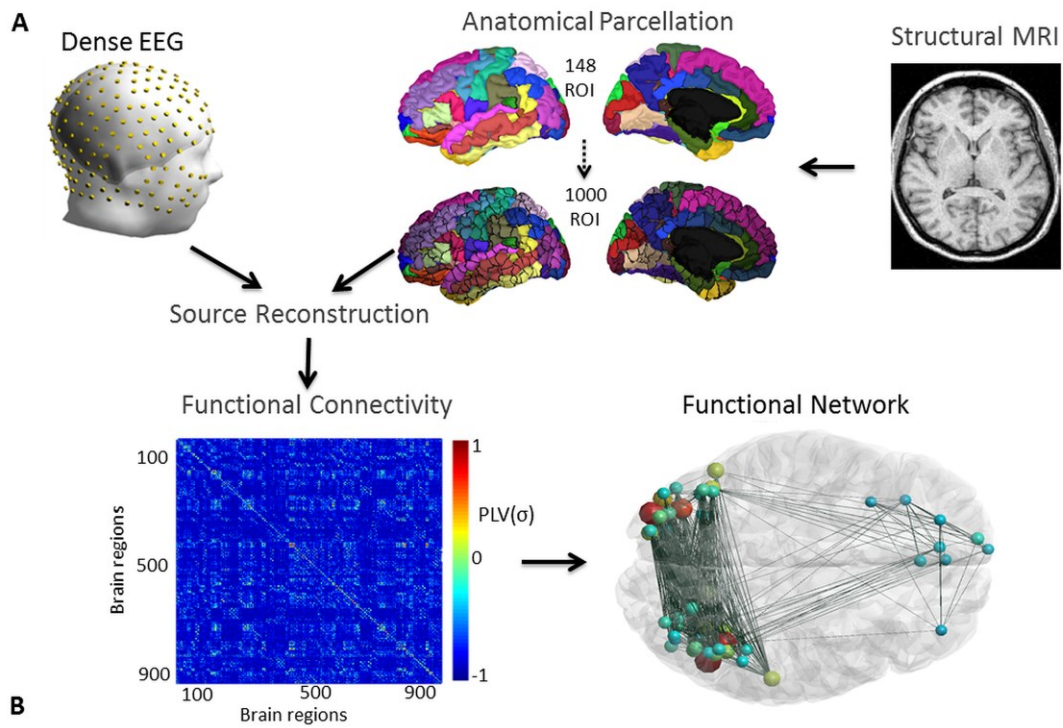 A
Dense EEG
Anatomical Parcellation
Structural MRI
148
ROI
1000
ROI
Source Reconstruction
Functional Connectivity
Functional Network
100
500
900
Brain regions
1
0
-1
PLV(σ)
100
500
900
Brain regions
B